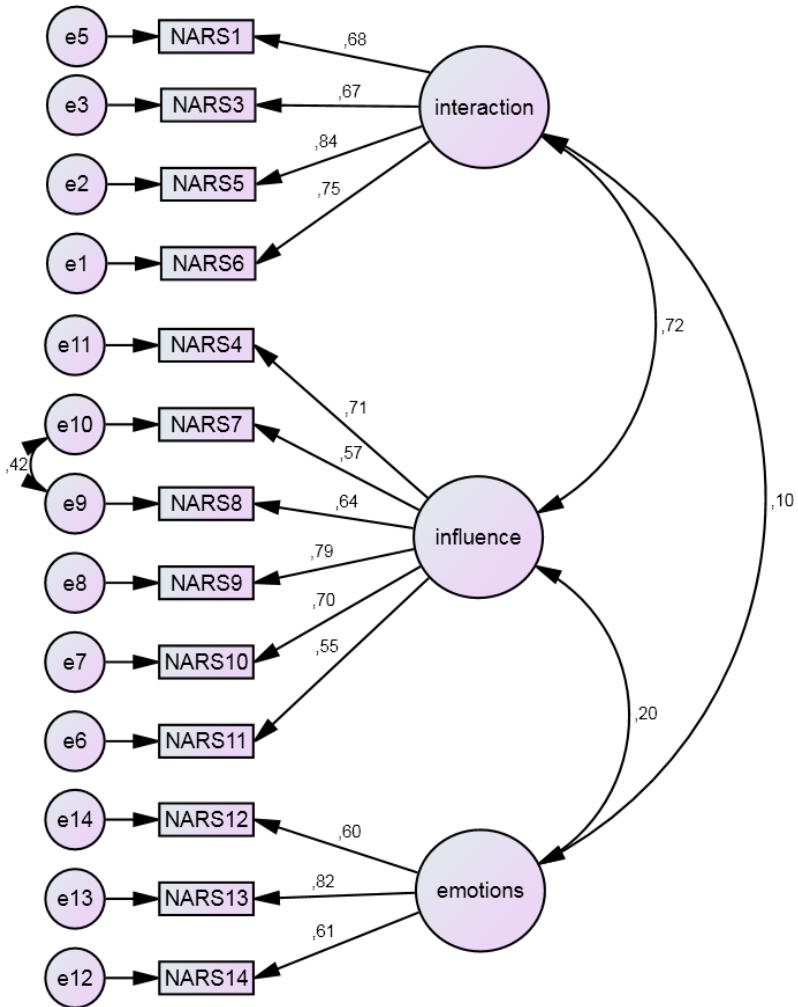 e5 NARS1 ,68
e3 NARS3 ,67 interaction
e2 NARS5 ,84
,75
e1 NARS6
e11 NARS4 ,72
,71
e10 NARS7
,57
,42
e9 NARS8 ,64 ,10
influence
,79
e8 NARS9
,70
e7 NARS10
,55
,20
e6 NARS11
e14 NARS12 ,60
,82
e13 NARS13 emotions
,61
e12 NARS14